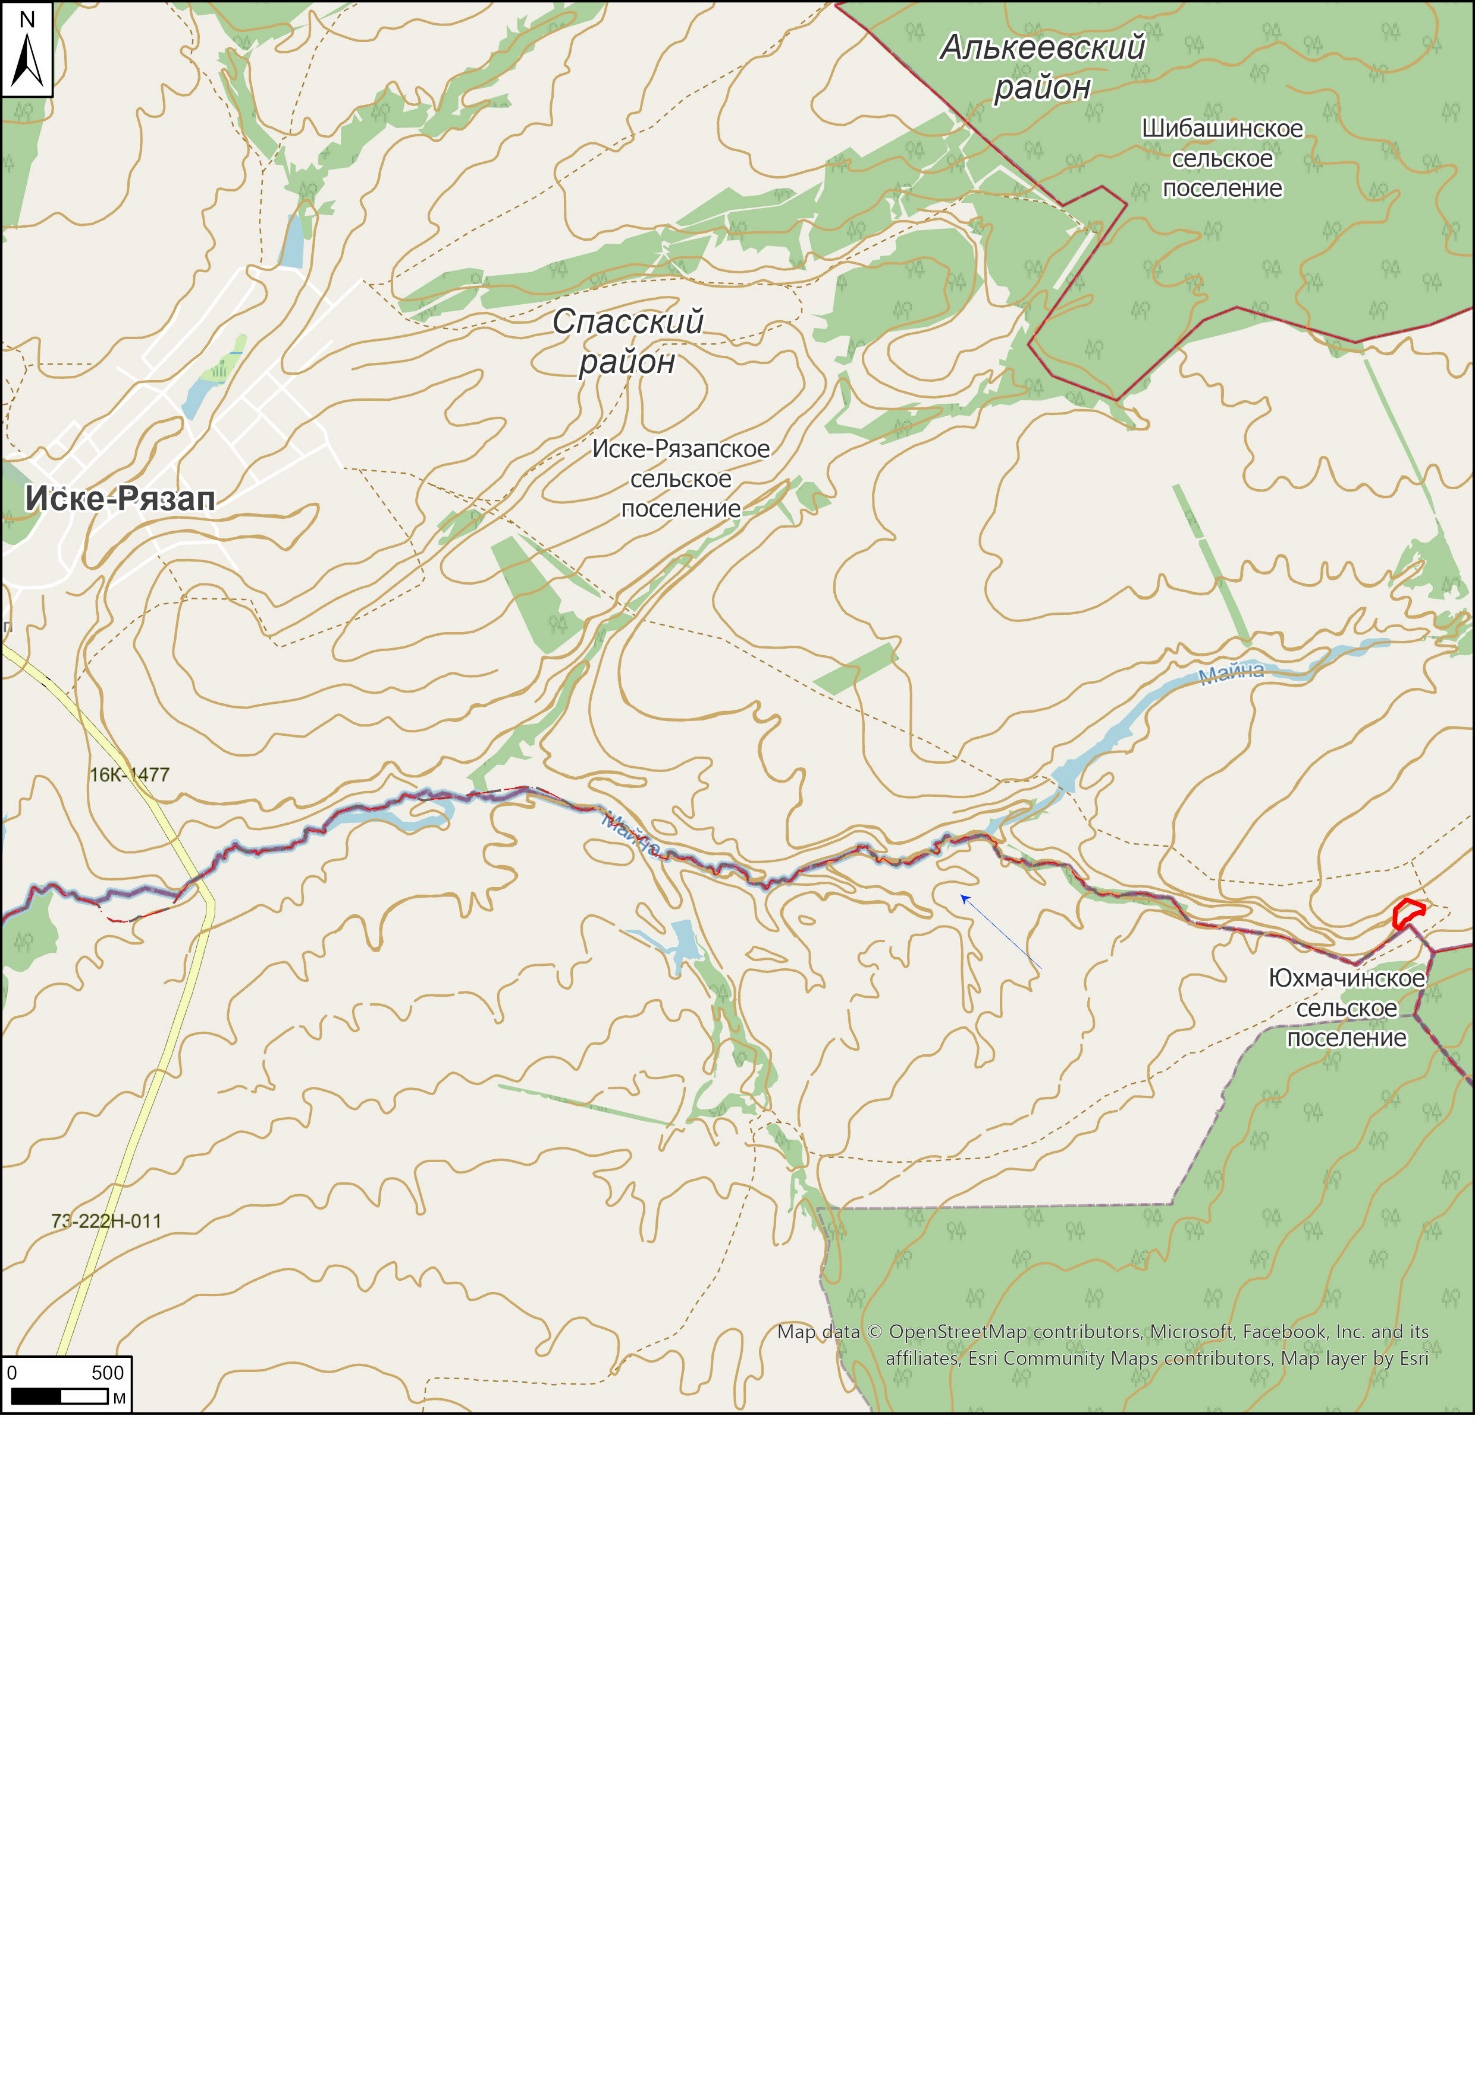 N
Алькеевский
район
Шибашинское
сельское
поселение
Спасский
район
Иске-Рязапское
сельское
поселение
Иске-Рязап
п
Майна
16К-1477
Майна
Юхмачинское
сельское
поселение
73-222Н-011
Map data © OpenStreetMap contributors, Microsoft, Facebook, Inc. and its
affiliates, Esri Community Maps contributors, Map layer by Esri
0 500
м